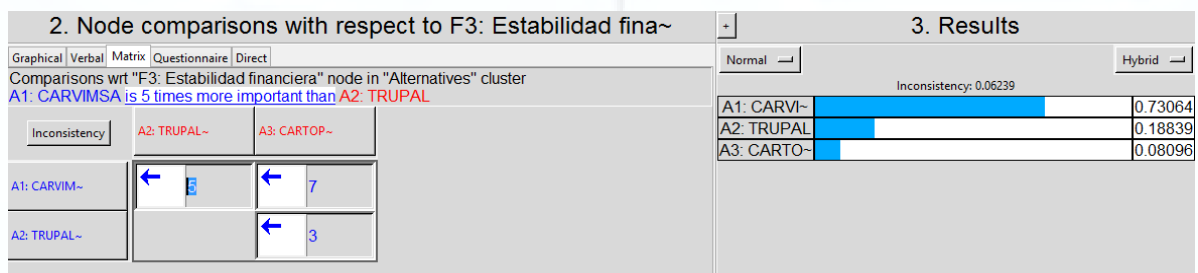 2. Node comparisons with respect to F3: Estabilidad fina~
Graphical Verbal Matrix Questionnaire Direct
Comparisons wrt "F3: Estabilidad financiera" node in "Alternatives" cluster
A1: CARVIMSA is 5 times more important than A2: TRUPAL
Inconsistency A2: TRUPAL~ A3: CARTOP~
A1: CARVIM~ 5 7
A2: TRUPAL~ 3
+ 3. Results
Normal Hybrid
Inconsistency: 0.06239
A1: CARVI~ 0.73064
A2: TRUPAL 0.18839
A3: CARTO~ 0.08096